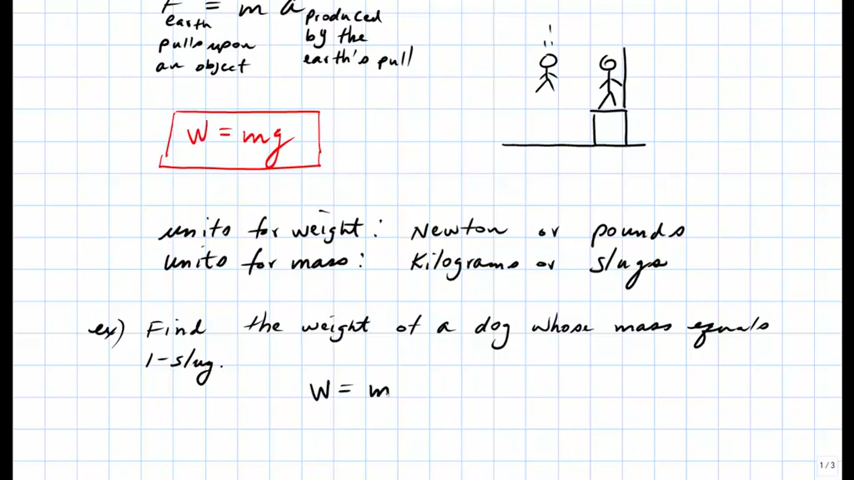 F = m a
earth produced
pulls upon by the
an object earth's pull
W = mg
units for weight: Newton or pounds
units for mass: Kilograms or slugs
ex) Find the weight of a dog whose mass equals
1-slug.
W = m
1/3